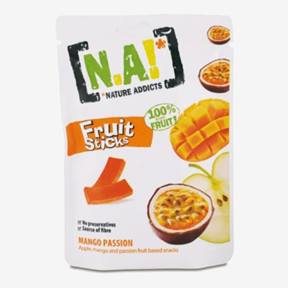 [N.A!*]
*NATURE ADDICTS
100%
FRUIT!
Fruit
Sticks
No preservatives
Source of fibre
MANGO PASSION
Apple, mango and passion fruit based snacks